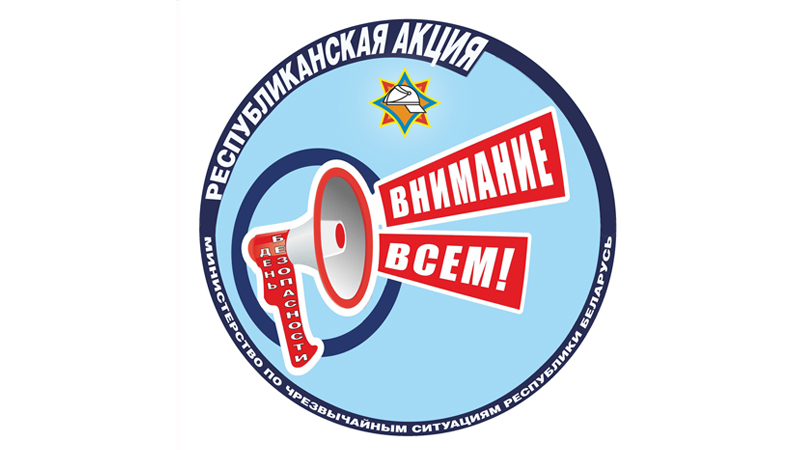 РЕСПУБЛИКАНСКАЯ АКЦИЯ
ВНИМАНИЕ
ВСЕМ!
ДЕНЬ
БЕЗОПАСНОСТИ
МИНИСТЕРСТВО ПО ЧРЕЗВЫЧАЙНЫМ СИТУАЦИЯМ РЕСПУБЛИКИ БЕЛАРУСЬ